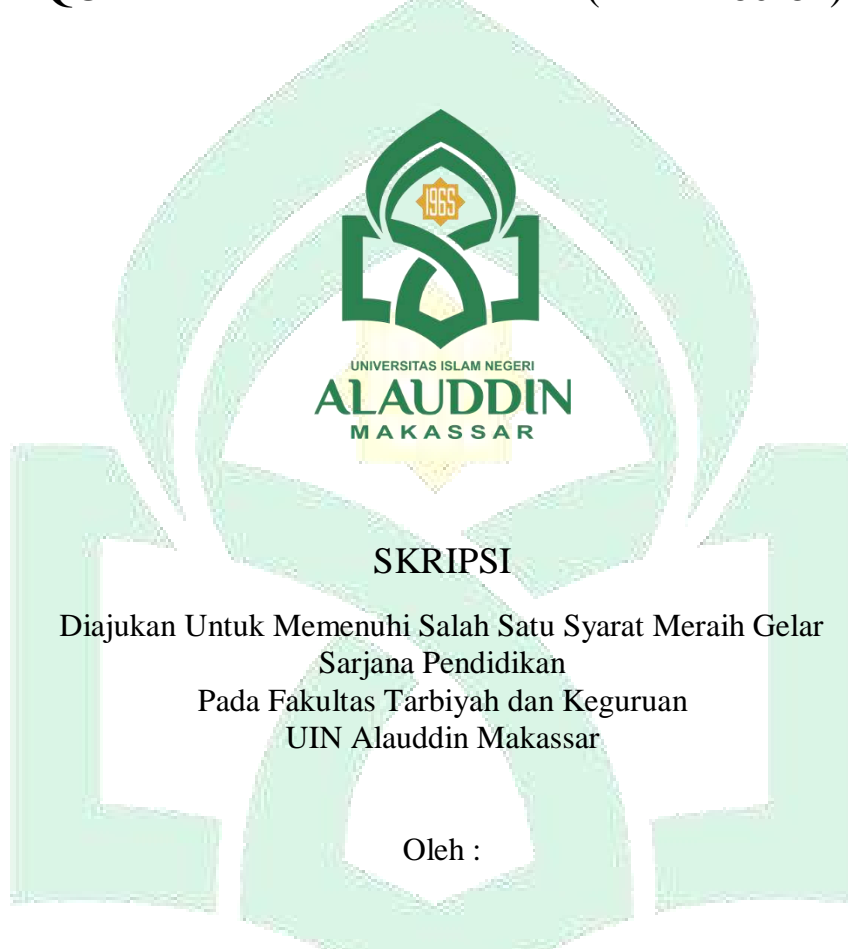 1965
UNIVERSITAS ISLAM NEGERI
ALAUDDIN
MAKASSAR
SKRIPSI
Diajukan Untuk Memenuhi Salah Satu Syarat Meraih Gelar
Sarjana Pendidikan
Pada Fakultas Tarbiyah dan Keguruan
UIN Alauddin Makassar
Oleh :